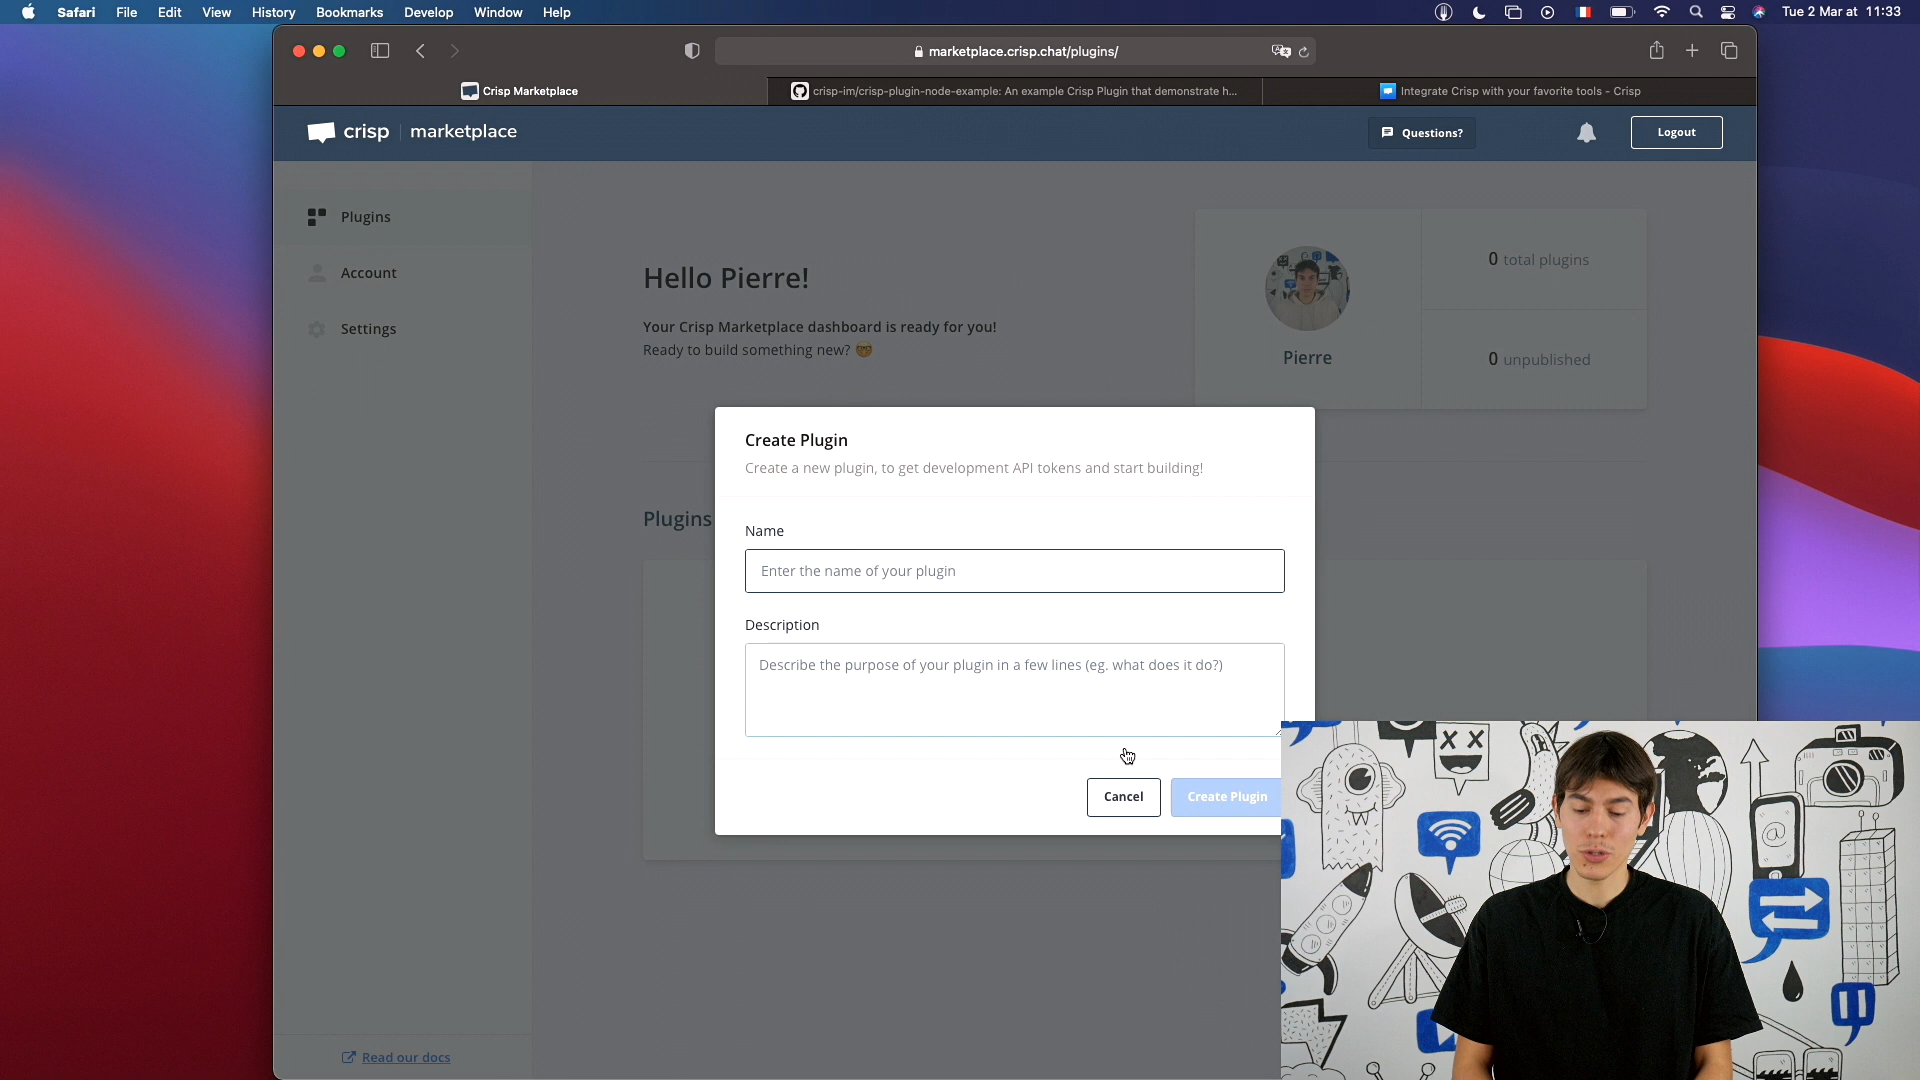 Safari File Edit View History Bookmarks Develop Window Help
Tue 2 Mar at 11:33
marketplace.crisp.chat/plugins/
Crisp Marketplace
crisp-im/crisp-plugin-node-example: An example Crisp Plugin that demonstrate h...
Integrate Crisp with your favorite tools - Crisp
crisp marketplace
Questions?
Logout
Plugins
Account
Settings
Hello Pierre!
Your Crisp Marketplace dashboard is ready for you!
Ready to build something new?
Pierre
0 total plugins
0 unpublished
Plugins
Create Plugin
Create a new plugin, to get development API tokens and start building!
Name
Enter the name of your plugin
Description
Describe the purpose of your plugin in a few lines (eg. what does it do?)
Cancel
Create Plugin
Read our docs